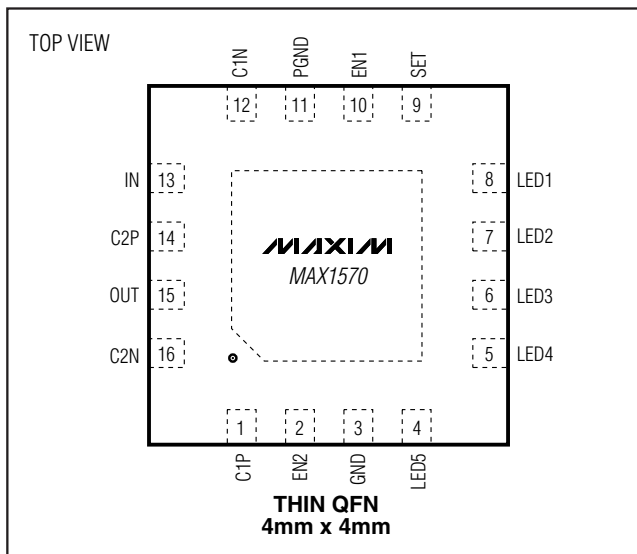 TOP VIEW
C1N
PGND
EN1
SET
12
11
10
9
IN 13
8 LED1
C2P 14
7 LED2
MAXIM
MAX1570
OUT 15
6 LED3
C2N 16
5 LED4
1
2
3
4
C1P
EN2
GND
LED5
THIN QFN
4mm x 4mm